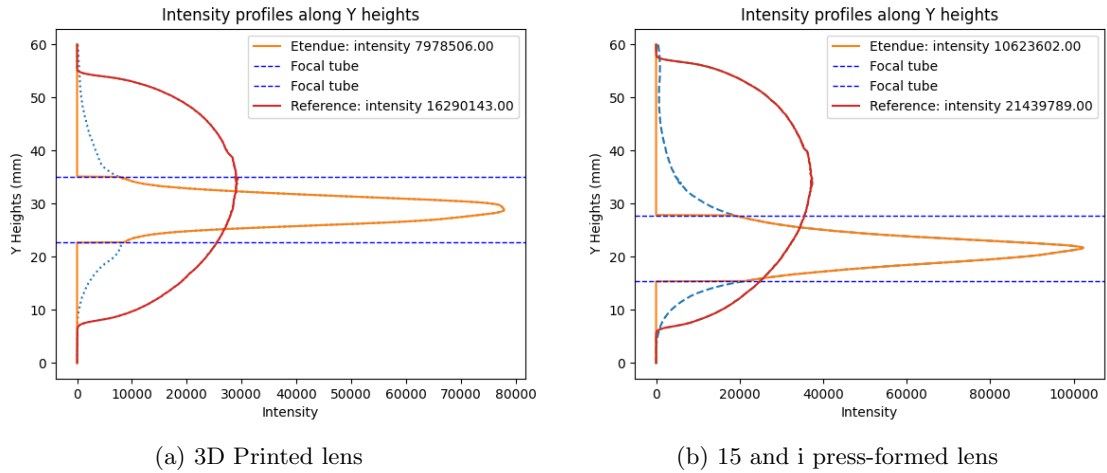 Intensity profiles along Y heights
Etendue: intensity 7978506.00
Focal tube
Focal tube
Reference: intensity 16290143.00
Y Heights (mm)
60
50
40
30
20
10
0
0 10000 20000 30000 40000 50000 60000 70000 80000
Intensity
(a) 3D Printed lens
Intensity profiles along Y heights
Etendue: intensity 10623602.00
Focal tube
Focal tube
Reference: intensity 21439789.00
Y Heights (mm)
60
50
40
30
20
10
0
0 20000 40000 60000 80000 100000
Intensity
(b) 15 and i press-formed lens